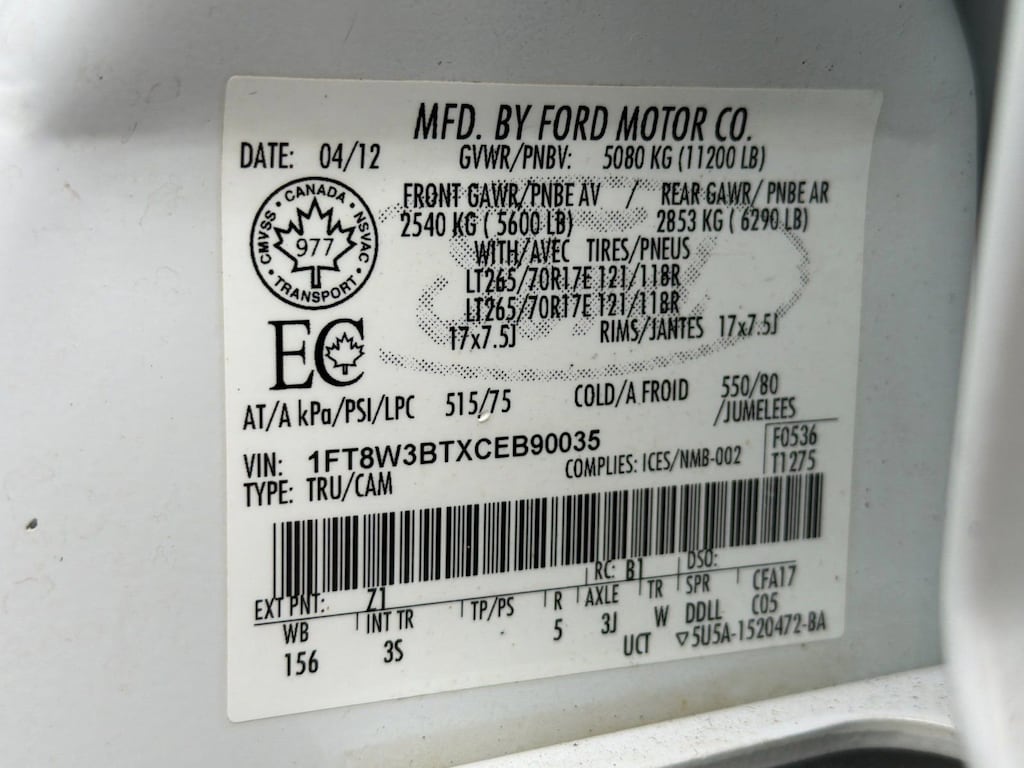 MFD. BY FORD MOTOR CO.
DATE: 04/12 GVWR/PNBV: 5080 KG (11200 LB)
CANADA
CMVSS NSVAC
977
TRANSPORT
FRONT GAWR/PNBE AV / REAR GAWR/ PNBE AR
2540 KG ( 5600 LB) 2853 KG ( 6290 LB)
WITH/AVEC TIRES/PNEUS
LT265/70R17E 121/118R
LT265/70R17E 121/118R
17x7.5J RIMS/JANTES 17x7.5J
EC
AT/A kPa/PSI/LPC 515/75 COLD/A FROID 550/80
/JUMELEES
VIN: 1FT8W3BTXCEB90035 F0536
TYPE: TRU/CAM COMPLIES: ICES/NMB-002 T1275
EXT PNT: Z1 RC: B1 DSO:
WB INT TR TP/PS R AXLE TR SPR CFA17
156 3S 5 3J W DDLL C05
UCT ▽5U5A-1520472-BA